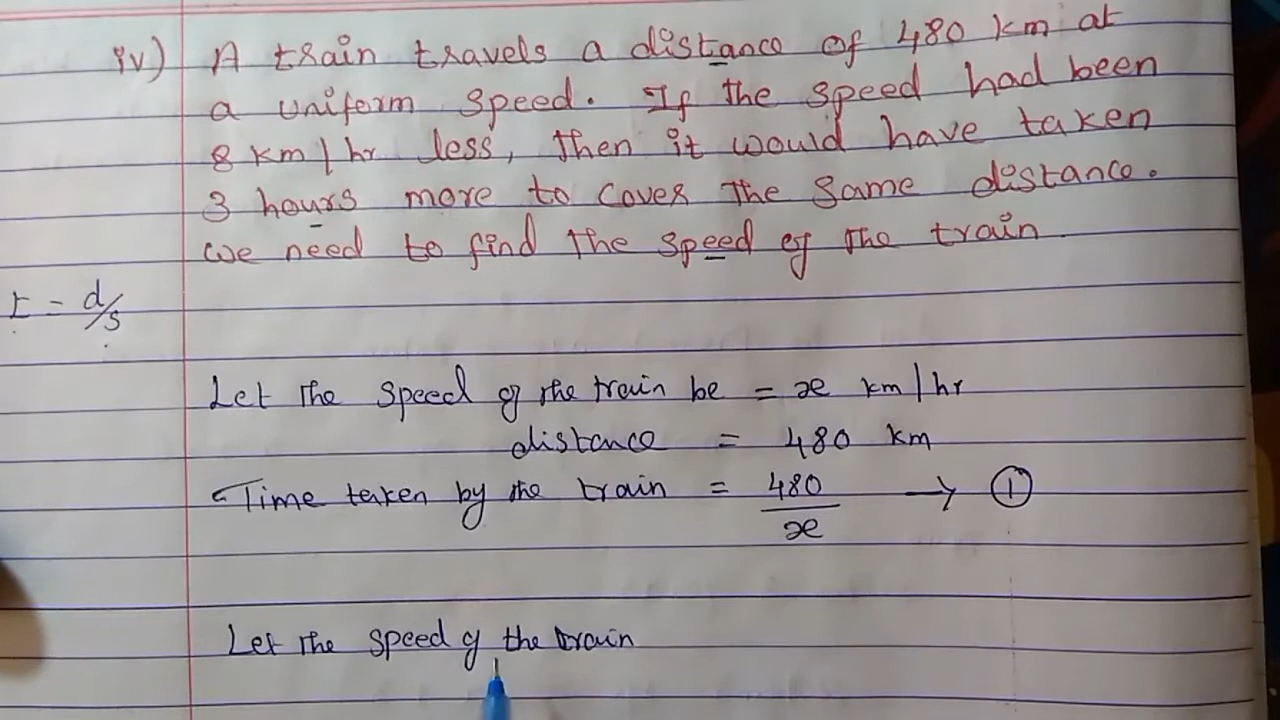 iv) A train travels a distance of 480 km at
a uniform speed. If the speed had been
8 km/hr less, then it would have taken
3 hours more to cover the same distance.
we need to find the speed of the train
t = d/s
Let the speed of the train be = x km/hr
distance = 480 km
Time taken by the train = 480/x → ①
Let the speed of the train